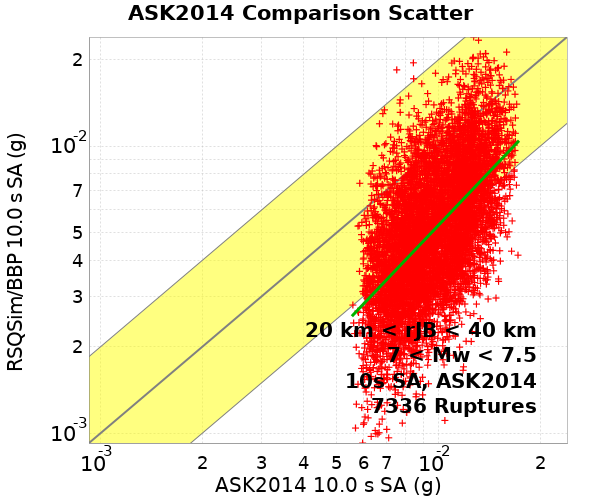 ASK2014 Comparison Scatter
RSQSim/BBP 10.0 s SA (g)
2
10-2
7
5
4
3
2
10-3
20 km < rJB < 40 km
7 < Mw < 7.5
10s SA, ASK2014
7336 Ruptures
10-3 2 3 4 5 6 7 10-2 2
ASK2014 10.0 s SA (g)